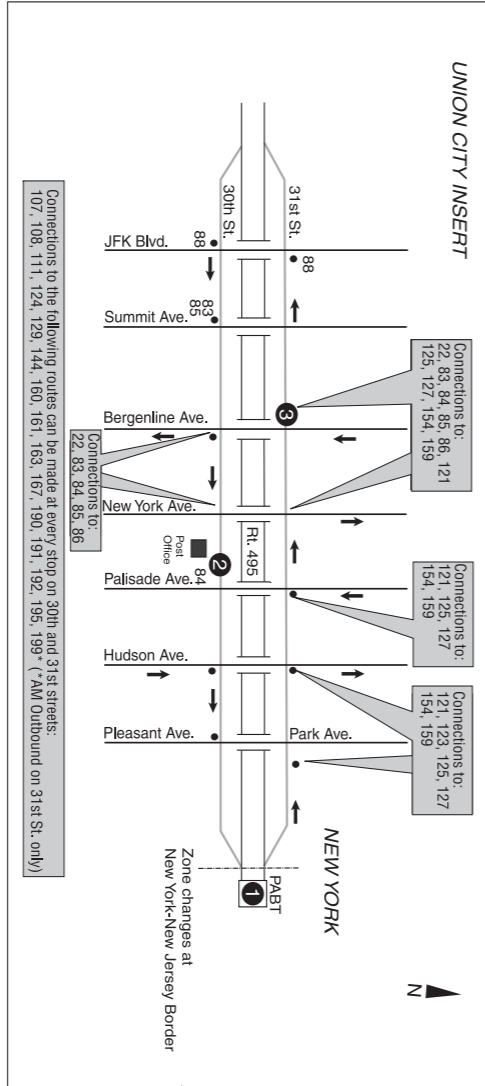 UNION CITY INSERT
Connections to:
22, 83, 84, 85, 86, 121
125, 127, 154, 159
Connections to:
121, 125, 127
154, 159
Connections to:
121, 123, 125, 127
154, 159
NEW YORK
N
88
31st St.
3
Park Ave.
Rt. 495
PABT
1
30th St.
88
83
85
2
84
Post
Office
JFK Blvd.
Summit Ave.
Bergenline Ave.
New York Ave.
Palisade Ave.
Hudson Ave.
Pleasant Ave.
Zone changes at
New York-New Jersey Border
Connections to:
22, 83, 84, 85, 86
Connections to the following routes can be made at every stop on 30th and 31st streets:
107, 108, 111, 124, 129, 144, 160, 161, 163, 167, 190, 191, 192, 195, 199* (*AM Outbound on 31st St. only)